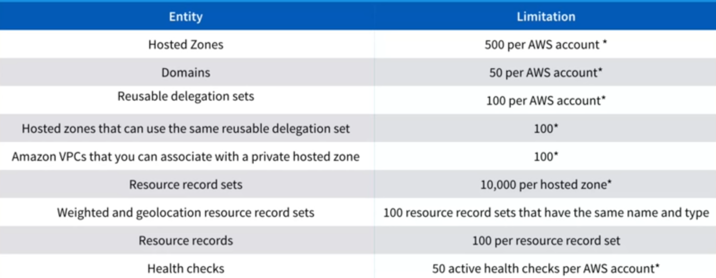 Entity Limitation
Hosted Zones 500 per AWS account *
Domains 50 per AWS account*
Reusable delegation sets 100 per AWS account*
Hosted zones that can use the same reusable delegation set 100*
Amazon VPCs that you can associate with a private hosted zone 100*
Resource record sets 10,000 per hosted zone*
Weighted and geolocation resource record sets 100 resource record sets that have the same name and type
Resource records 100 per resource record set
Health checks 50 active health checks per AWS account*